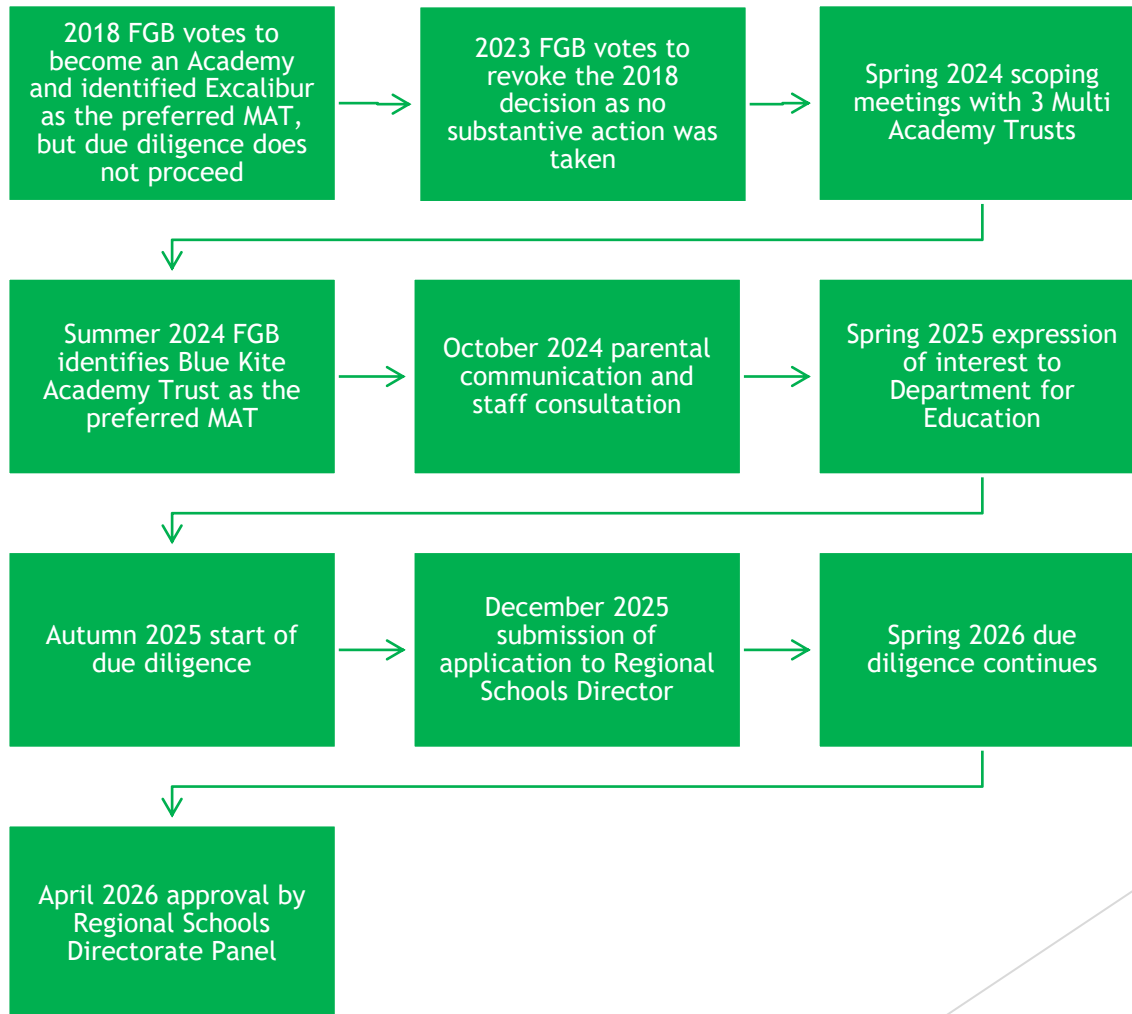 2018 FGB votes to
become an Academy
and identified Excalibur
as the preferred MAT,
but due diligence does
not proceed
2023 FGB votes to
revoke the 2018
decision as no
substantive action was
taken
Spring 2024 scoping
meetings with 3 Multi
Academy Trusts
Summer 2024 FGB
identifies Blue Kite
Academy Trust as the
preferred MAT
October 2024 parental
communication and
staff consultation
Spring 2025 expression
of interest to
Department for
Education
Autumn 2025 start of
due diligence
December 2025
submission of
application to Regional
Schools Director
Spring 2026 due
diligence continues
April 2026 approval by
Regional Schools
Directorate Panel